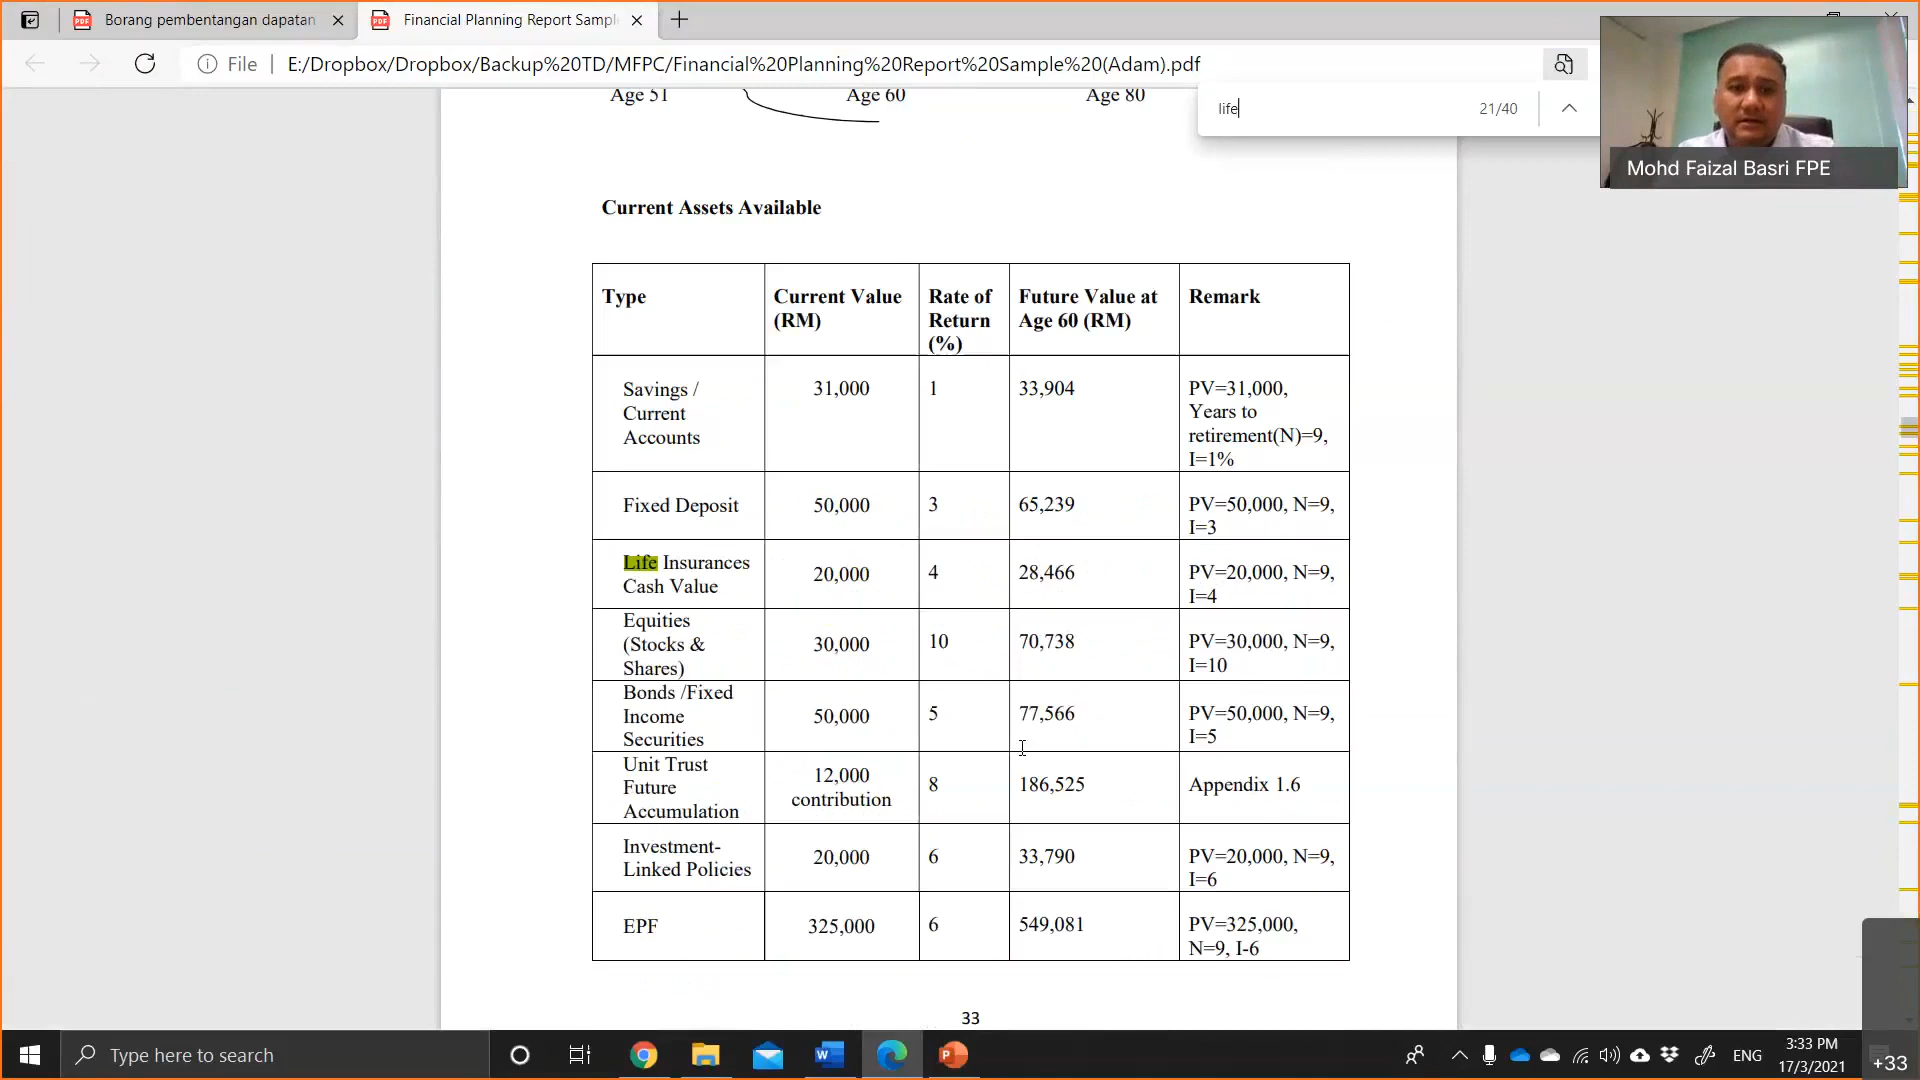 Borang pembentangan dapatan
Financial Planning Report Sampl
File
E:/Dropbox/Dropbox/Backup%20TD/MFPC/Financial%20Planning%20Report%20Sample%20(Adam).pdf
life
21/40
Mohd Faizal Basri FPE
Age 51
Age 60
Age 80
Current Assets Available
Type
Current Value
(RM)
Rate of
Return
(%)
Future Value at
Age 60 (RM)
Remark
Savings /
Current
Accounts
31,000
1
33,904
PV=31,000,
Years to
retirement(N)=9,
I=1%
Fixed Deposit
50,000
3
65,239
PV=50,000, N=9,
I=3
Life Insurances
Cash Value
20,000
4
28,466
PV=20,000, N=9,
I=4
Equities
(Stocks &
Shares)
30,000
10
70,738
PV=30,000, N=9,
I=10
Bonds /Fixed
Income
Securities
50,000
5
77,566
PV=50,000, N=9,
I=5
Unit Trust
Future
Accumulation
12,000
contribution
8
186,525
Appendix 1.6
Investment-
Linked Policies
20,000
6
33,790
PV=20,000, N=9,
I=6
EPF
325,000
6
549,081
PV=325,000,
N=9, I-6
33
Type here to search
ENG
3:33 PM
17/3/2021
+33